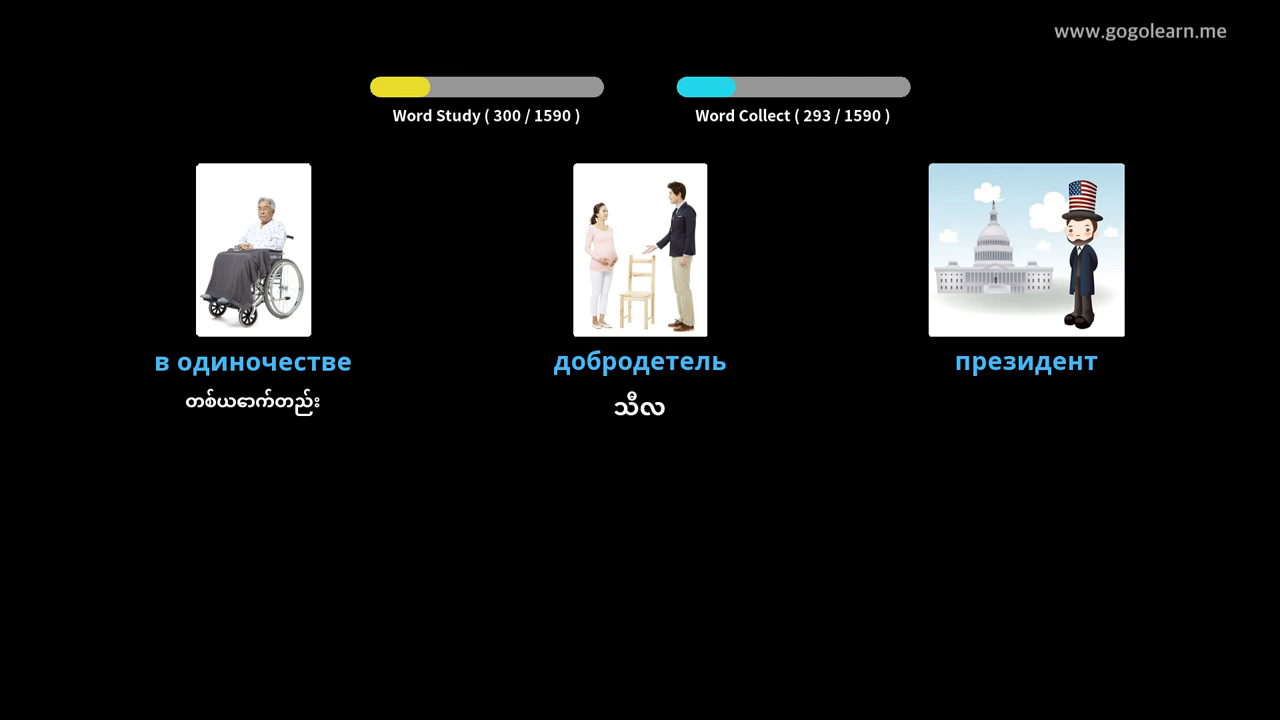 www.gogolearn.me
Word Study ( 300 / 1590 )
Word Collect ( 293 / 1590 )
в одиночестве
တစ်ယောက်တည်း
добродетель
သီလ
президент